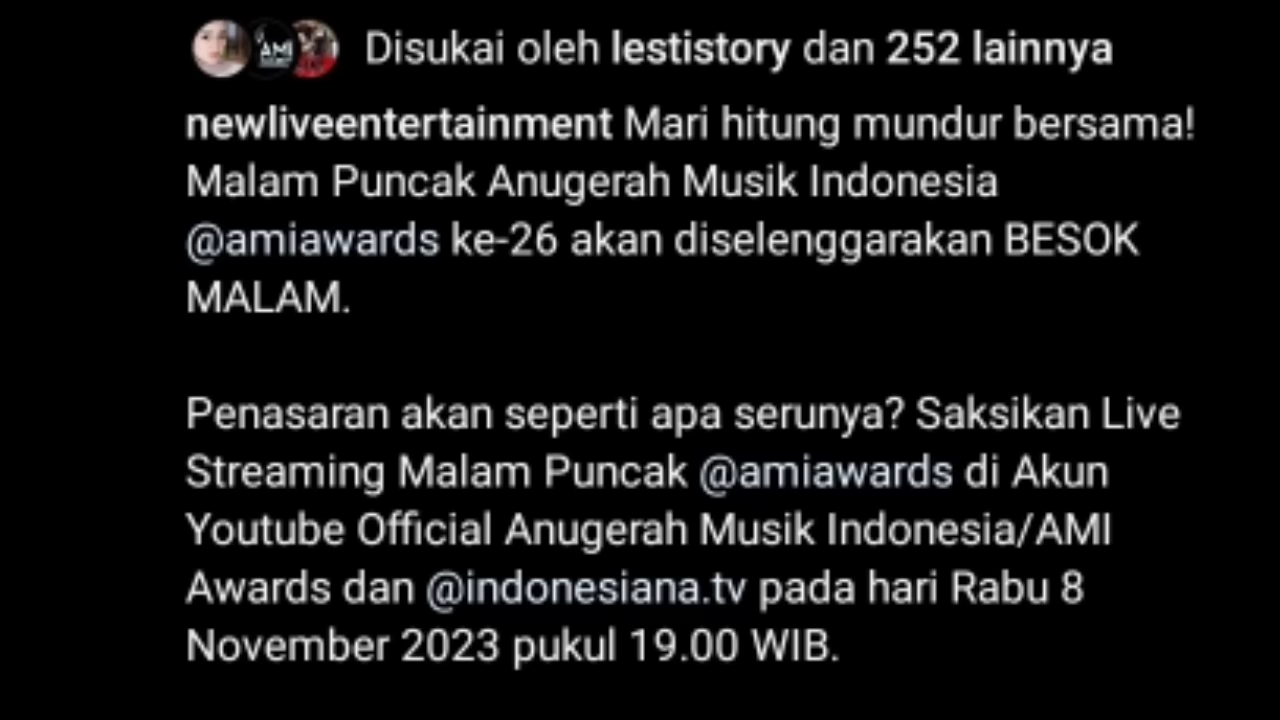 AMI
Disukai oleh lestistory dan 252 lainnya
newliveentertainment Mari hitung mundur bersama!
Malam Puncak Anugerah Musik Indonesia
@amiawards ke-26 akan diselenggarakan BESOK
MALAM.
Penasaran akan seperti apa serunya? Saksikan Live
Streaming Malam Puncak @amiawards di Akun
Youtube Official Anugerah Musik Indonesia/AMI
Awards dan @indonesiana.tv pada hari Rabu 8
November 2023 pukul 19.00 WIB.